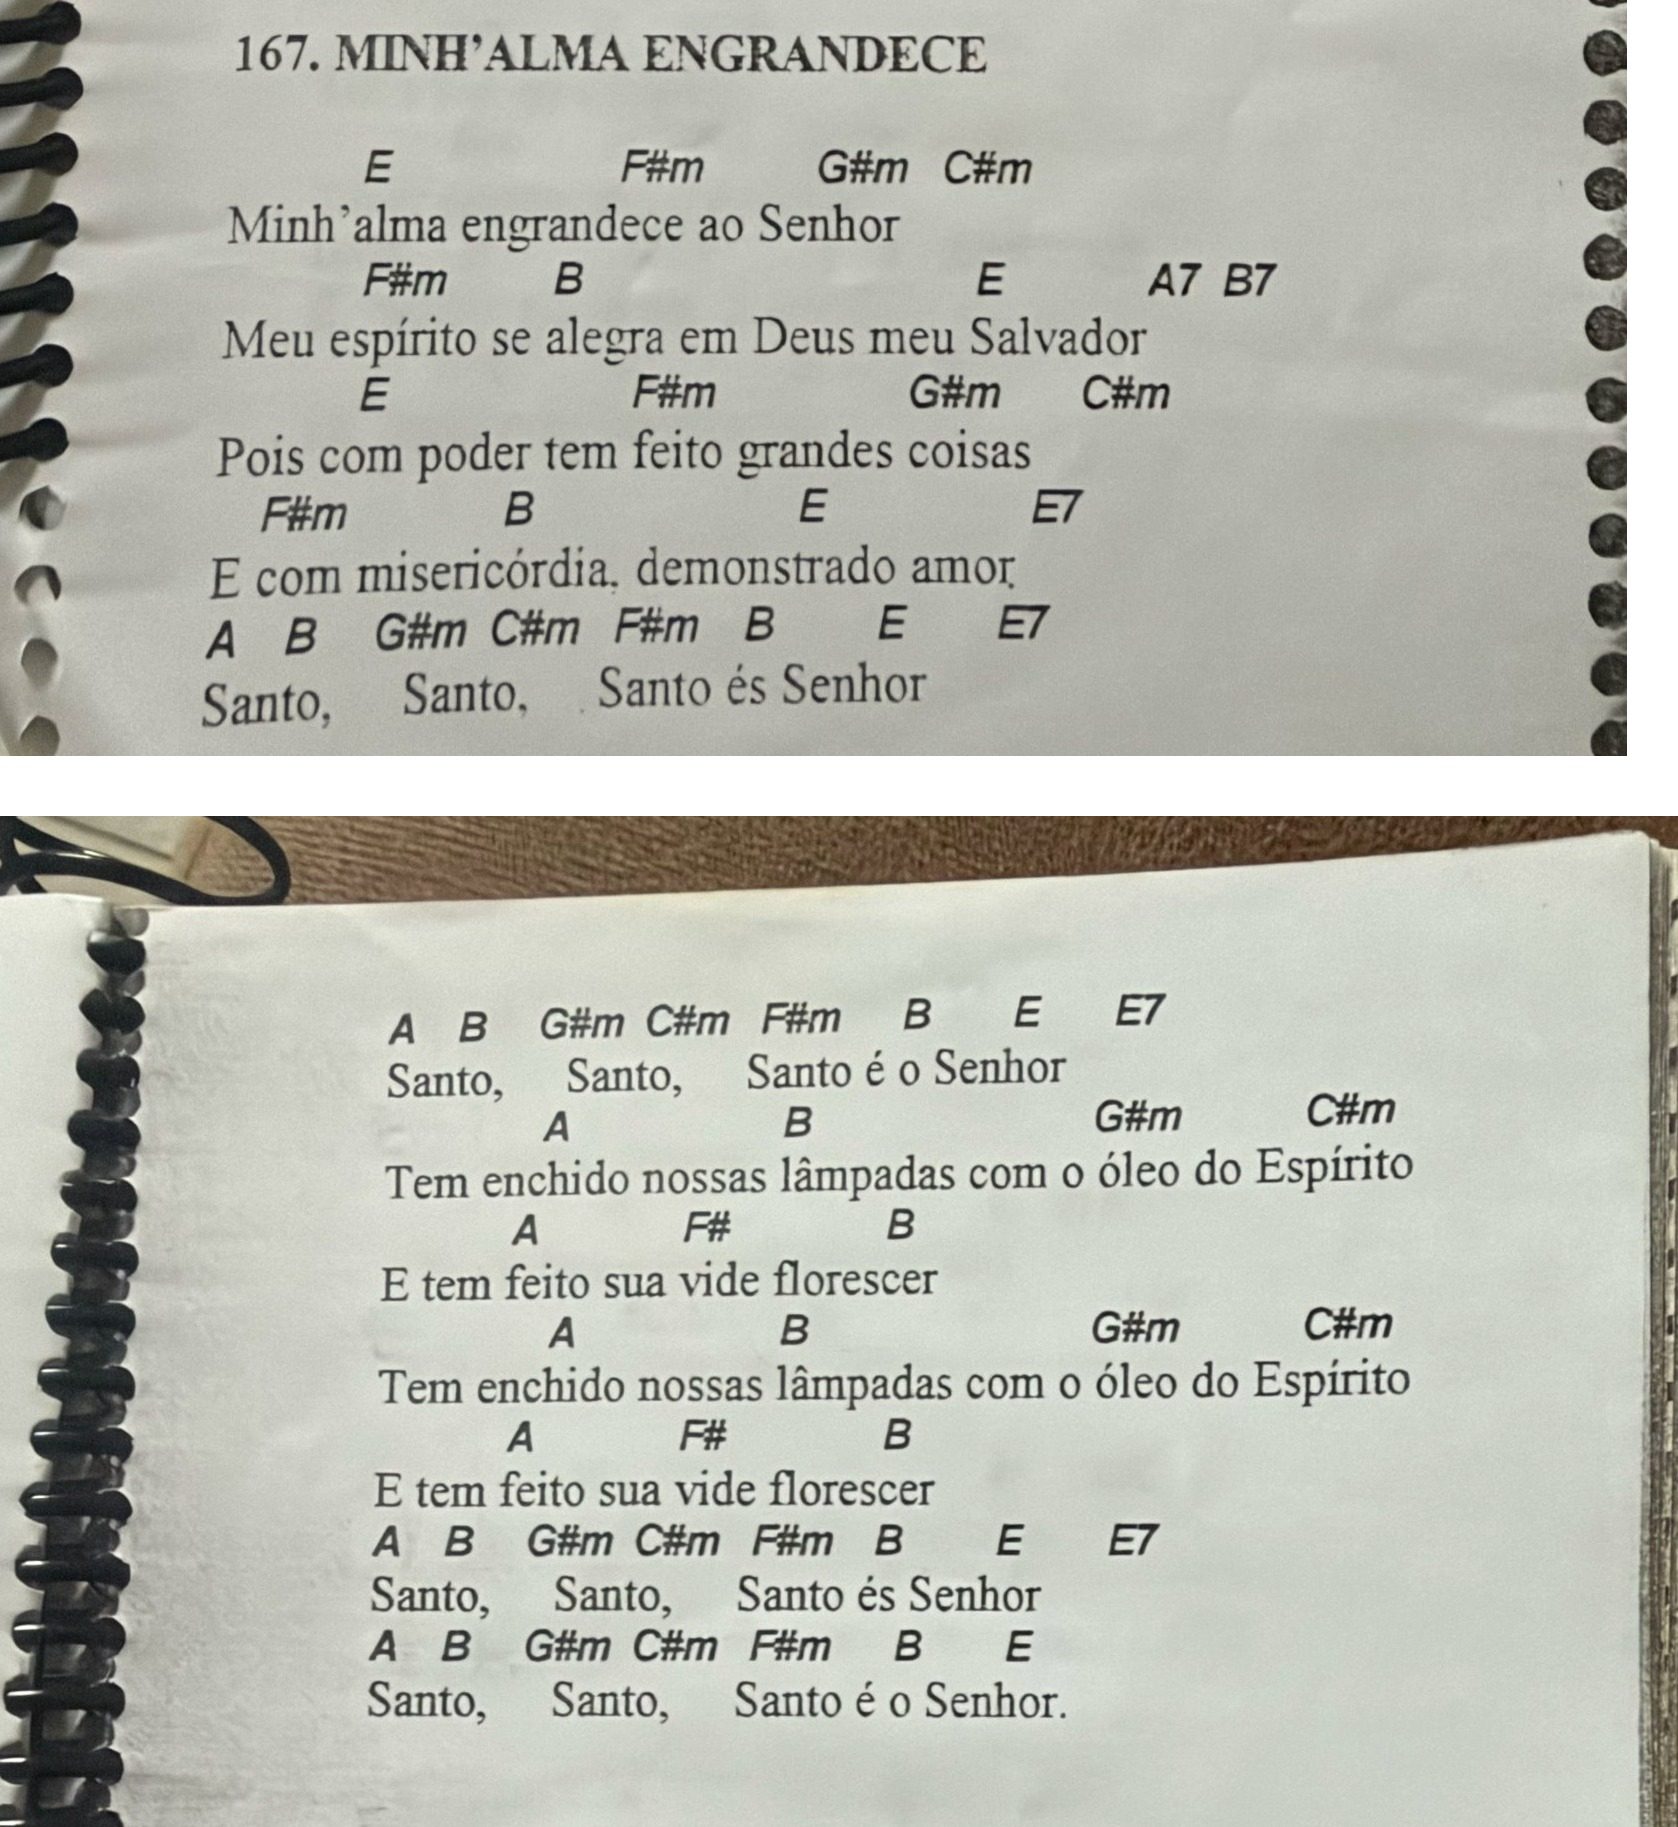 167. MINH’ALMA ENGRANDECE
E F#m G#m C#m
Minh’alma engrandece ao Senhor
F#m B E A7 B7
Meu espírito se alegra em Deus meu Salvador
E F#m G#m C#m
Pois com poder tem feito grandes coisas
F#m B E E7
E com misericórdia, demonstrado amor
A B G#m C#m F#m B E E7
Santo, Santo, Santo és Senhor
A B G#m C#m F#m B E E7
Santo, Santo, Santo é o Senhor
A B G#m C#m
Tem enchido nossas lâmpadas com o óleo do Espírito
A F# B
E tem feito sua vide florescer
A B G#m C#m
Tem enchido nossas lâmpadas com o óleo do Espírito
A F# B
E tem feito sua vide florescer
A B G#m C#m F#m B E E7
Santo, Santo, Santo és Senhor
A B G#m C#m F#m B E
Santo, Santo, Santo é o Senhor.